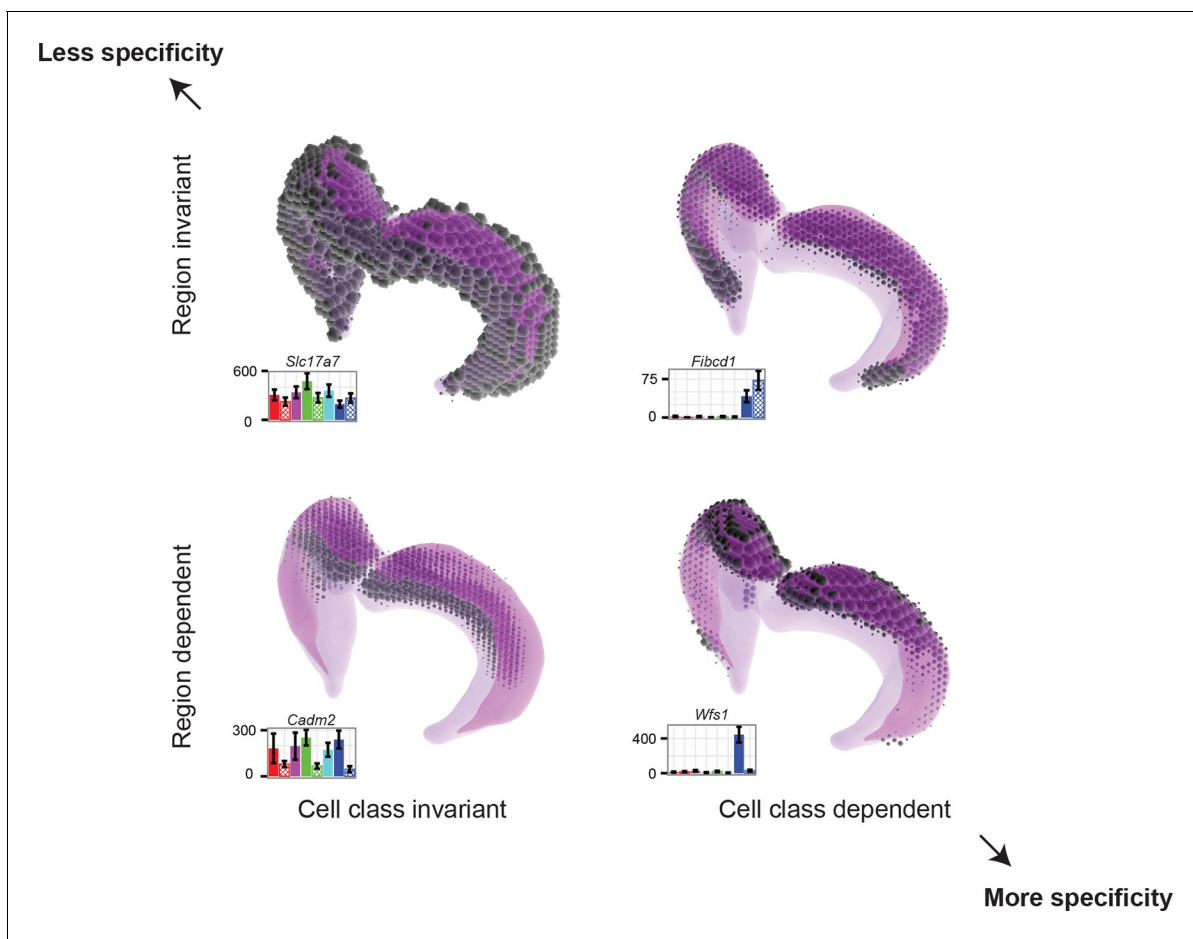 Less specificity
Region invariant
Slc17a7
600
0
Fibcd1
75
0
Region dependent
Cadm2
300
0
Wfs1
400
0
Cell class invariant
Cell class dependent
More specificity